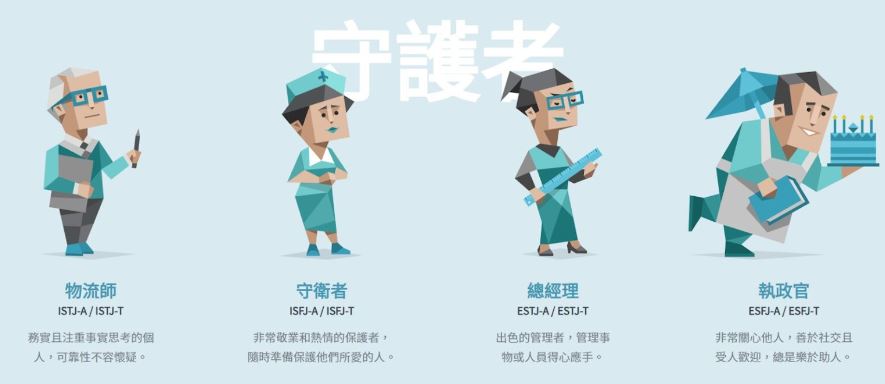 守護者
物流師
ISTJ-A / ISTJ-T
務實且注重事實思考的個
人，可靠性不容懷疑。
守衛者
ISFJ-A / ISFJ-T
非常敬業和熱情的保護者，
隨時準備保護他們所愛的人。
總經理
ESTJ-A / ESTJ-T
出色的管理者，管理事
物或人員得心應手。
執政官
ESFJ-A / ESFJ-T
非常關心他人，善於社交且
受人歡迎，總是樂於助人。